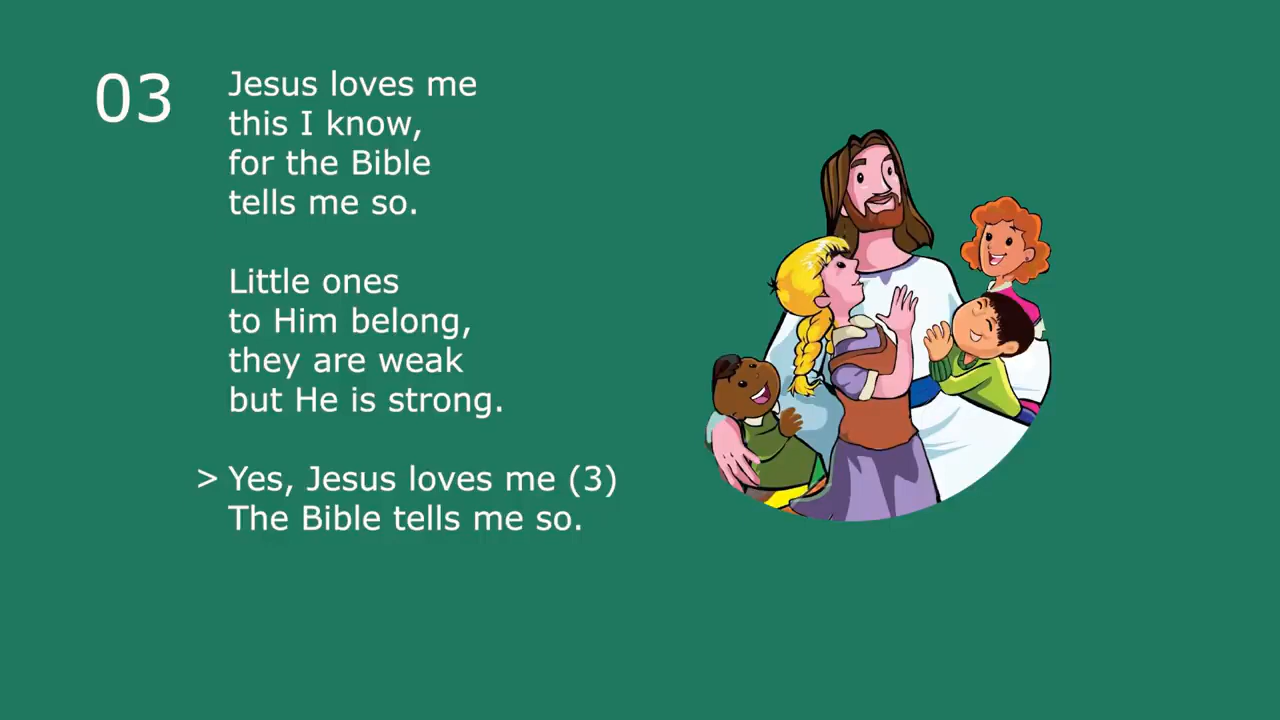 03
Jesus loves me
this I know,
for the Bible
tells me so.
Little ones
to Him belong,
they are weak
but He is strong.
> Yes, Jesus loves me (3)
The Bible tells me so.